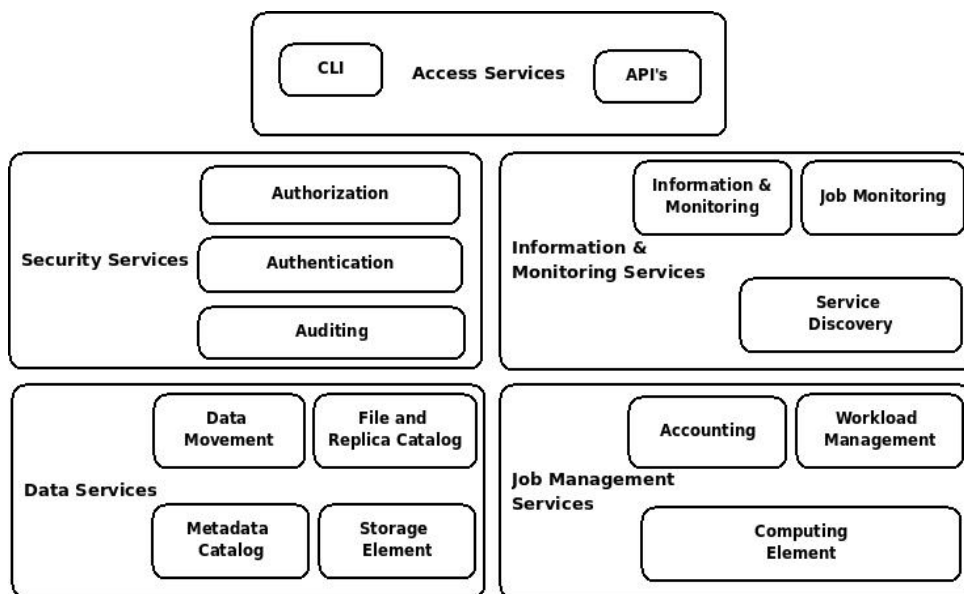 CLI
Access Services
API's
Security Services
Authorization
Authentication
Auditing
Information &
Monitoring Services
Information &
Monitoring
Job Monitoring
Service
Discovery
Data Services
Data
Movement
File and
Replica Catalog
Metadata
Catalog
Storage
Element
Job Management
Services
Accounting
Workload
Management
Computing
Element